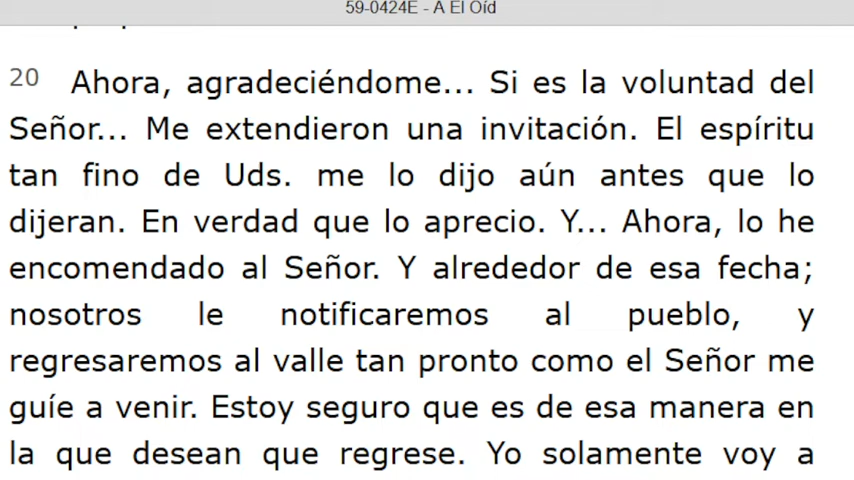 59-0424E - A El Oíd
20 Ahora, agradeciéndome... Si es la voluntad del
Señor... Me extendieron una invitación. El espíritu
tan fino de Uds. me lo dijo aún antes que lo
dijeran. En verdad que lo aprecio. Y... Ahora, lo he
encomendado al Señor. Y alrededor de esa fecha;
nosotros le notificaremos al pueblo, y
regresaremos al valle tan pronto como el Señor me
guíe a venir. Estoy seguro que es de esa manera en
la que desean que regrese. Yo solamente voy a